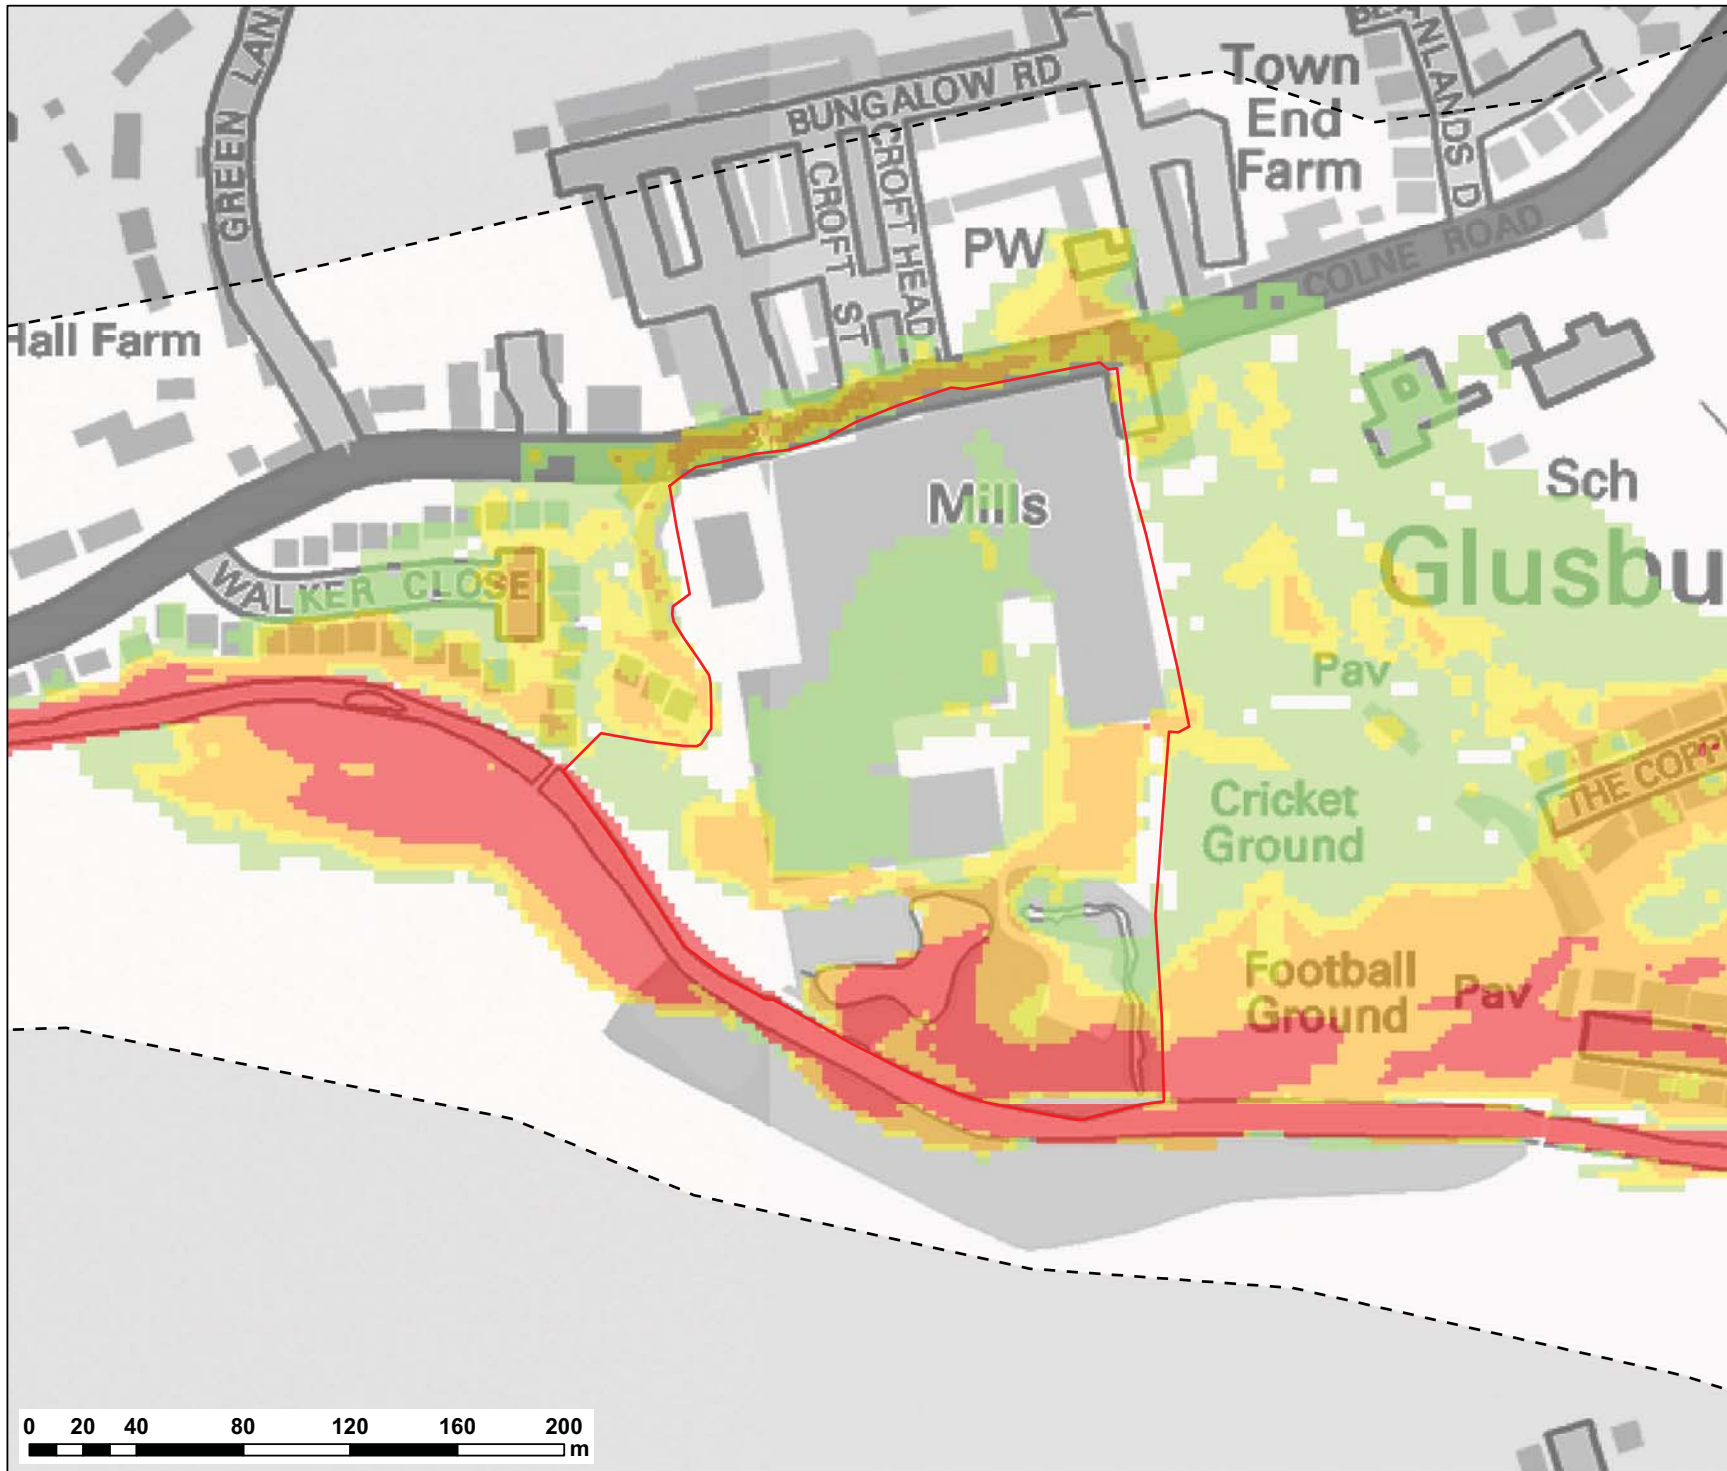 GREEN LAN
BUNGALOW RD
Town
End
Farm
NLANDS D
CROFT ST
CROFT HEAD
PW
COLNE ROAD
Hall Farm
Mills
Sch
Glusbu
WALKER CLOSE
Pav
THE COPP
Cricket
Ground
Football
Ground
Pav
0 20 40 80 120 160 200
m